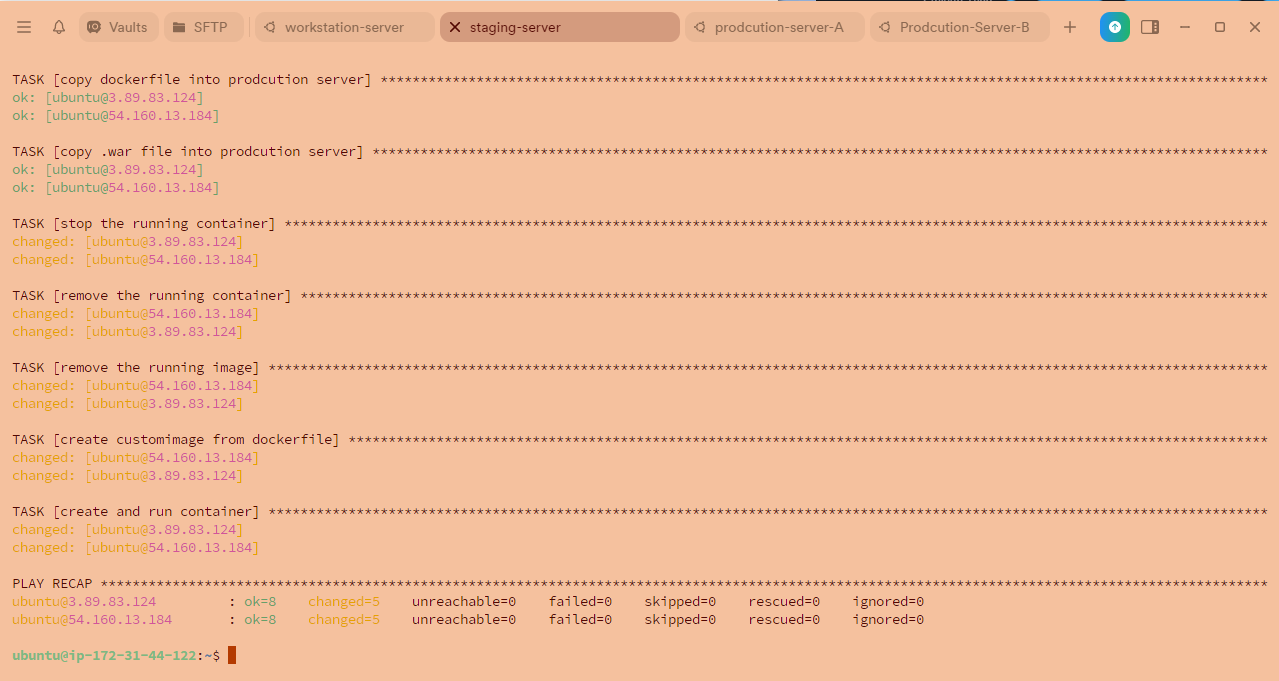 Vaults SFTP workstation-server staging-server prodcution-server-A Prodcution-Server-B
TASK [copy dockerfile into prodcution server] ***************************************************************************************************************
ok: [ubuntu@3.89.83.124]
ok: [ubuntu@54.160.13.184]
TASK [copy .war file into prodcution server] ****************************************************************************************************************
ok: [ubuntu@3.89.83.124]
ok: [ubuntu@54.160.13.184]
TASK [stop the running container] ***************************************************************************************************************************
changed: [ubuntu@3.89.83.124]
changed: [ubuntu@54.160.13.184]
TASK [remove the running container] *************************************************************************************************************************
changed: [ubuntu@54.160.13.184]
changed: [ubuntu@3.89.83.124]
TASK [remove the running image] *****************************************************************************************************************************
changed: [ubuntu@54.160.13.184]
changed: [ubuntu@3.89.83.124]
TASK [create customimage from dockerfile] *******************************************************************************************************************
changed: [ubuntu@54.160.13.184]
changed: [ubuntu@3.89.83.124]
TASK [create and run container] *****************************************************************************************************************************
changed: [ubuntu@3.89.83.124]
changed: [ubuntu@54.160.13.184]
PLAY RECAP **************************************************************************************************************************************************
ubuntu@3.89.83.124 : ok=8 changed=5 unreachable=0 failed=0 skipped=0 rescued=0 ignored=0
ubuntu@54.160.13.184 : ok=8 changed=5 unreachable=0 failed=0 skipped=0 rescued=0 ignored=0
ubuntu@ip-172-31-44-122:~$